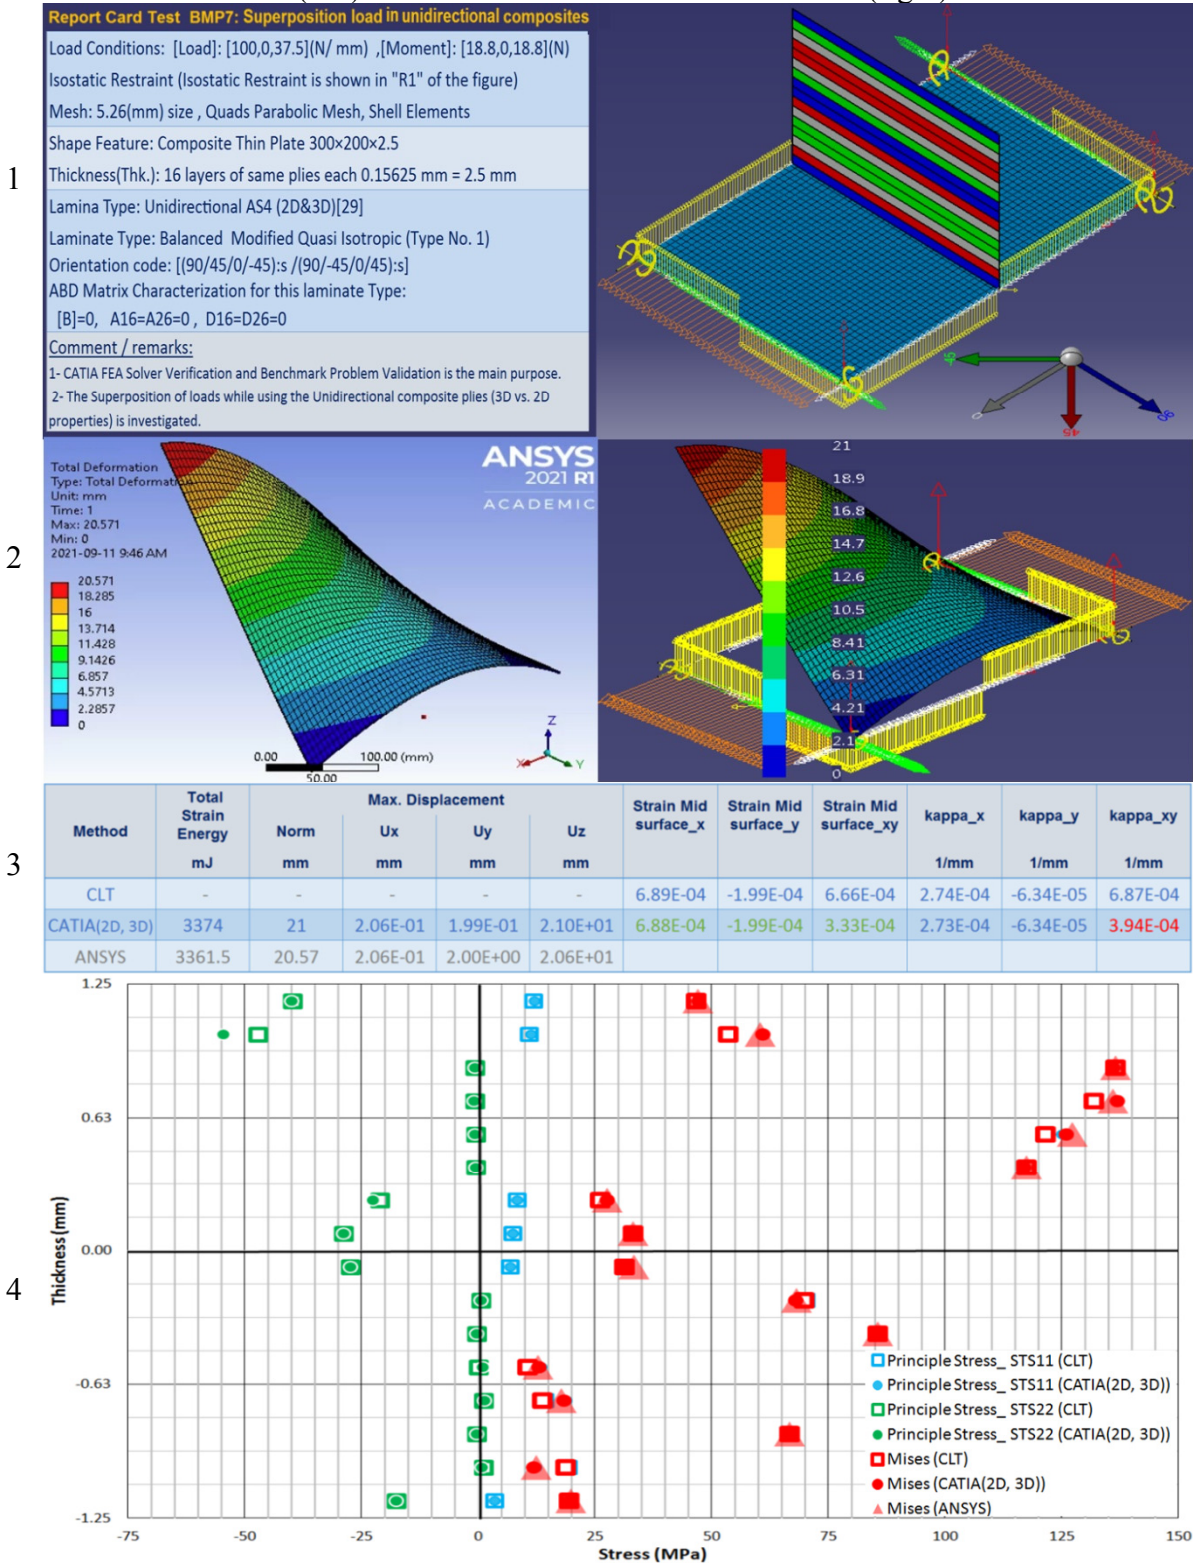 Report Card Test BMP7: Superposition load in unidirectional composites
Load Conditions: [Load]: [100,0,37.5](N/ mm) ,[Moment]: [18.8,0,18.8](N)
Isostatic Restraint (Isostatic Restraint is shown in "R1" of the figure)
Mesh: 5.26(mm) size , Quads Parabolic Mesh, Shell Elements
Shape Feature: Composite Thin Plate 300×200×2.5
Thickness(Thk.): 16 layers of same plies each 0.15625 mm = 2.5 mm
1
Lamina Type: Unidirectional AS4 (2D&3D)[29]
Laminate Type: Balanced Modified Quasi Isotropic (Type No. 1)
Orientation code: [(90/45/0/-45):s /(90/-45/0/45):s]
ABD Matrix Characterization for this laminate Type:
[B]=0, A16=A26=0 , D16=D26=0
Comment / remarks:
1- CATIA FEA Solver Verification and Benchmark Problem Validation is the main purpose.
2- The Superposition of loads while using the Unidirectional composite plies (3D vs. 2D
properties) is investigated.
0
45
90
2
Total Deformation
Type: Total Deformation
Unit: mm
Time: 1
Max: 20.571
Min: 0
2021-09-11 9:46 AM
20.571
18.285
16
13.714
11.428
9.1426
6.857
4.5713
2.2857
0
ANSYS
2021 R1
ACADEMIC
0.00 100.00 (mm)
50.00
Z
X Y
21
18.9
16.8
14.7
12.6
10.5
8.41
6.31
4.21
2.1
0
3
Method Total Strain Energy mJ Max. Displacement Norm mm Ux mm Uy mm Uz mm Strain Mid surface_x Strain Mid surface_y Strain Mid surface_xy kappa_x 1/mm kappa_y 1/mm kappa_xy 1/mm
CLT - - - - - 6.89E-04 -1.99E-04 6.66E-04 2.74E-04 -6.34E-05 6.87E-04
CATIA(2D, 3D) 3374 21 2.06E-01 1.99E-01 2.10E+01 6.88E-04 -1.99E-04 3.33E-04 2.73E-04 -6.34E-05 3.94E-04
ANSYS 3361.5 20.57 2.06E-01 2.00E+00 2.06E+01
4
Thickness (mm)
1.25
0.63
0.00
-0.63
-1.25
-75 -50 -25 0 25 50 75 100 125 150
Stress (MPa)
Principle Stress_ STS11 (CLT)
Principle Stress_ STS11 (CATIA(2D, 3D))
Principle Stress_ STS22 (CLT)
Principle Stress_ STS22 (CATIA(2D, 3D))
Mises (CLT)
Mises (CATIA(2D, 3D))
Mises (ANSYS)